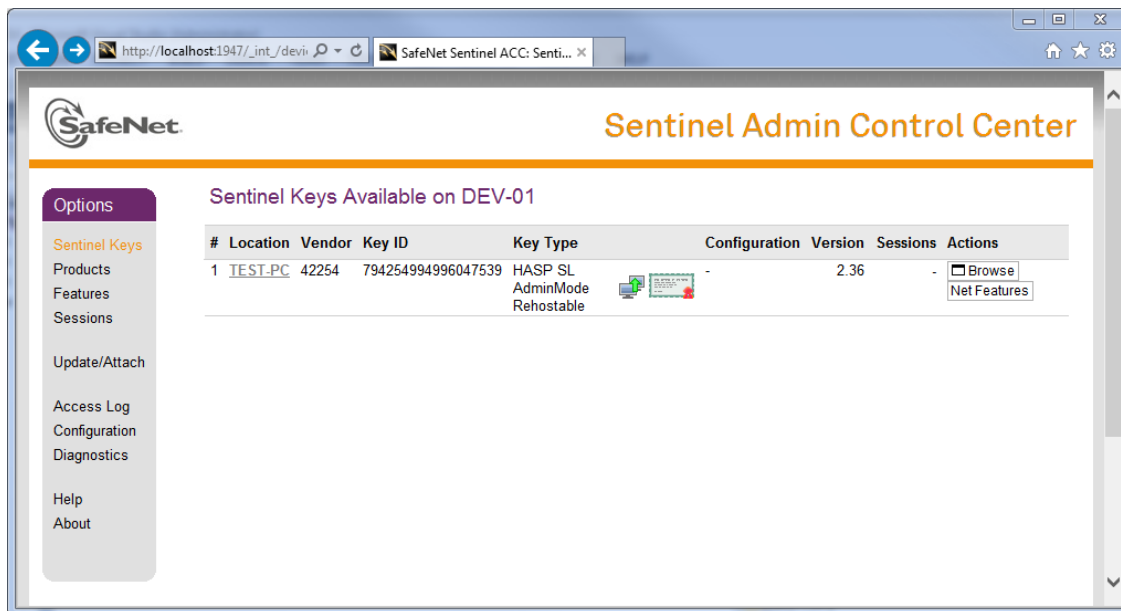 http://localhost:1947/_int_/devi
SafeNet Sentinel ACC: Senti...
SafeNet.
Sentinel Admin Control Center
Options
Sentinel Keys
Products
Features
Sessions
Update/Attach
Access Log
Configuration
Diagnostics
Help
About
Sentinel Keys Available on DEV-01
# Location Vendor Key ID Key Type Configuration Version Sessions Actions
1 TEST-PC 42254 794254994996047539 HASP SL - 2.36 - Browse
AdminMode Net Features
Rehostable